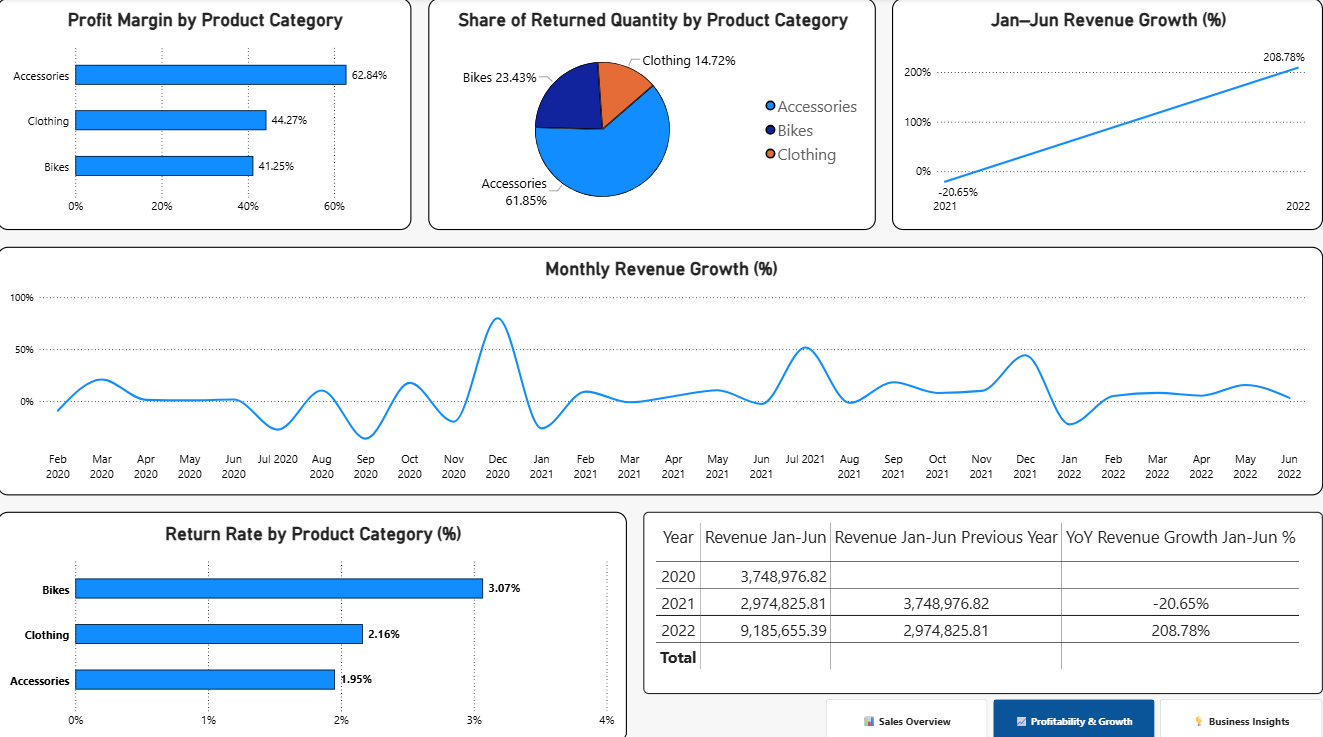 Profit Margin by Product Category
Accessories 62.84%
Clothing 44.27%
Bikes 41.25%
0% 20% 40% 60%
Share of Returned Quantity by Product Category
Clothing 14.72%
Bikes 23.43%
Accessories
61.85%
Accessories
Bikes
Clothing
Jan–Jun Revenue Growth (%)
208.78%
200%
100%
0%
-20.65%
2021 2022
Monthly Revenue Growth (%)
100%
50%
0%
Feb Mar Apr May Jun Jul 2020 Aug Sep Oct Nov Dec Jan Feb Mar Apr May Jun Jul 2021 Aug Sep Oct Nov Dec Jan Feb Mar Apr May Jun
2020 2020 2020 2020 2020 2020 2020 2020 2020 2020 2021 2021 2021 2021 2021 2021 2021 2021 2021 2021 2021 2022 2022 2022 2022 2022 2022
Return Rate by Product Category (%)
Bikes 3.07%
Clothing 2.16%
Accessories 1.95%
0% 1% 2% 3% 4%
Year Revenue Jan-Jun Revenue Jan-Jun Previous Year YoY Revenue Growth Jan-Jun %
2020 3,748,976.82
2021 2,974,825.81 3,748,976.82 -20.65%
2022 9,185,655.39 2,974,825.81 208.78%
Total
Sales Overview Profitability & Growth Business Insights